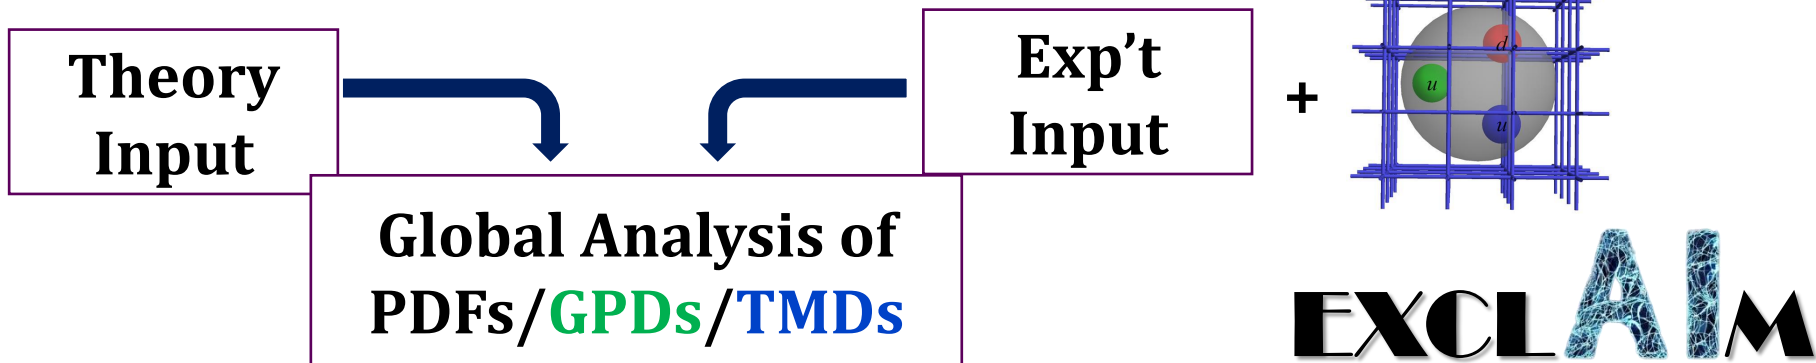 Theory
Input
Exp't
Input
+
d
u
u
Global Analysis of
PDFs/GPDs/TMDs
EXCLAIM